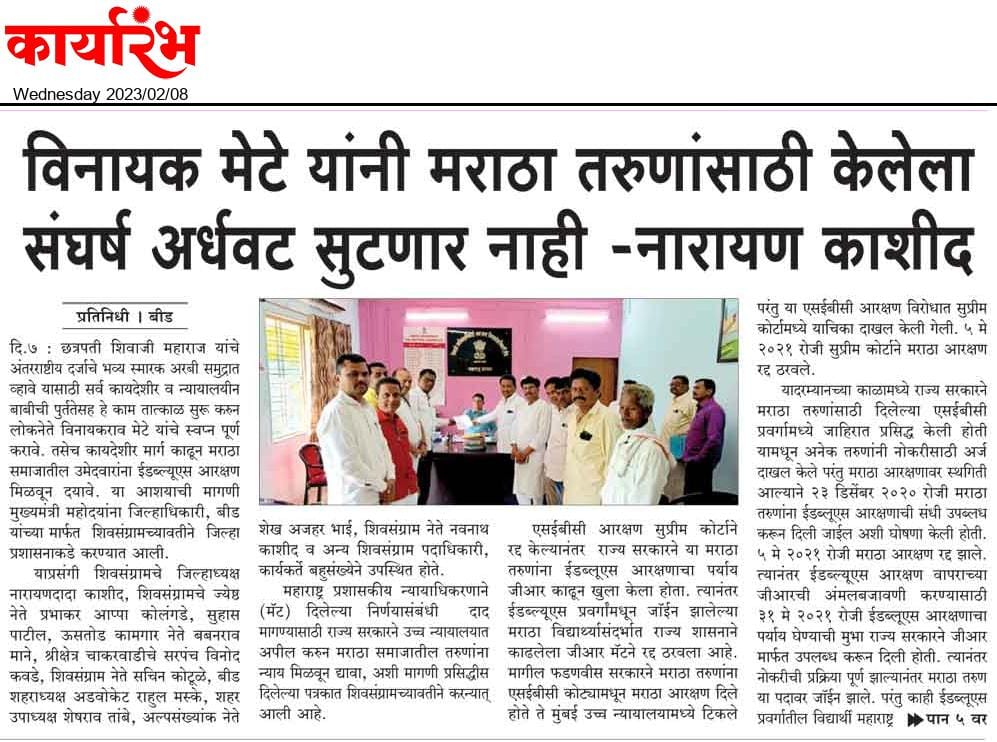 कार्यारंभ
Wednesday 2023/02/08
विनायक मेटे यांनी मराठा तरुणांसाठी केलेला
संघर्ष अर्धवट सुटणार नाही -नारायण काशीद
प्रतिनिधी । बीड
दि.७ : छत्रपती शिवाजी महाराज यांचे
अंतरराष्ट्रीय दर्जाचे भव्य स्मारक अरबी समुद्रात
व्हावे यासाठी सर्व कायदेशीर व न्यायालयीन
बाबीची पुर्ततेसह हे काम तात्काळ सुरू करुन
लोकनेते विनायकराव मेटे यांचे स्वप्न पूर्ण
करावे. तसेच कायदेशीर मार्ग काढून मराठा
समाजातील उमेदवारांना ईडब्ल्यूएस आरक्षण
मिळवून दयावे. या आशयाची मागणी
मुख्यमंत्री महोदयांना जिल्हाधिकारी, बीड
यांच्या मार्फत शिवसंग्रामच्यावतीने जिल्हा
प्रशासनाकडे करण्यात आली.
याप्रसंगी शिवसंग्रामचे जिल्हाध्यक्ष
नारायणदादा काशीद, शिवसंग्रामचे ज्येष्ठ
नेते प्रभाकर आप्पा कोलंगडे, सुहास
पाटील, ऊसतोड कामगार नेते बबनराव
माने, श्रीक्षेत्र चाकरवाडीचे सरपंच विनोद
कवडे, शिवसंग्राम नेते सचिन कोटूळे, बीड
शहराध्यक्ष अडवोकेट राहुल मस्के, शहर
उपाध्यक्ष शेषराव तांबे, अल्पसंख्यांक नेते
शेख अजहर भाई, शिवसंग्राम नेते नवनाथ
काशीद व अन्य शिवसंग्राम पदाधिकारी,
कार्यकर्ते बहुसंख्येने उपस्थित होते.
महाराष्ट्र प्रशासकीय न्यायाधिकरणाने
(मॅट) दिलेल्या निर्णयासंबंधी दाद
मागण्यासाठी राज्य सरकारने उच्च न्यायालयात
अपील करुन मराठा समाजातील तरुणांना
न्याय मिळवून द्यावा, अशी मागणी प्रसिद्धीस
दिलेल्या पत्रकात शिवसंग्रामच्यावतीने करन्यात
आली आहे.
एसईबीसी आरक्षण सुप्रीम कोर्टाने
रद्द केल्यानंतर राज्य सरकारने या मराठा
तरुणांना ईडब्ल्यूएस आरक्षणाचा पर्याय
जीआर काढून खुला केला होता. त्यानंतर
ईडब्ल्यूएस प्रवर्गांमधून जॉईन झालेल्या
मराठा विद्यार्थ्यासंदर्भात राज्य शासनाने
काढलेला जीआर मॅटने रद्द ठरवला आहे.
मागील फडणवीस सरकारने मराठा तरुणांना
एसईबीसी कोट्यामधून मराठा आरक्षण दिले
होते ते मुंबई उच्च न्यायालयामध्ये टिकले
परंतु या एसईबीसी आरक्षण विरोधात सुप्रीम
कोर्टामध्ये याचिका दाखल केली गेली. ५ मे
२०२१ रोजी सुप्रीम कोर्टाने मराठा आरक्षण
रद्द ठरवले.
यादरम्यानच्या काळामध्ये राज्य सरकारने
मराठा तरुणांसाठी दिलेल्या एसईबीसी
प्रवर्गामध्ये जाहिरात प्रसिद्ध केली होती
यामधून अनेक तरुणांनी नोकरीसाठी अर्ज
दाखल केले परंतु मराठा आरक्षणावर स्थगिती
आल्याने २३ डिसेंबर २०२० रोजी मराठा
तरुणांना ईडब्ल्यूएस आरक्षणाची संधी उपब्लध
करून दिली जाईल अशी घोषणा केली होती.
५ मे २०२१ रोजी मराठा आरक्षण रद्द झाले.
त्यानंतर ईडब्ल्यूएस आरक्षण वापराच्या
जीआरची अंमलबजावणी करण्यासाठी
३१ मे २०२१ रोजी ईडब्ल्यूएस आरक्षणाचा
पर्याय घेण्याची मुभा राज्य सरकारने जीआर
मार्फत उपलब्ध करून दिली होती. त्यानंतर
नोकरीची प्रक्रिया पूर्ण झाल्यानंतर मराठा तरुण
या पदावर जॉईन झाले. परंतु काही ईडब्लूएस
प्रवर्गातील विद्यार्थी महाराष्ट्र ▶▶पान ५ वर